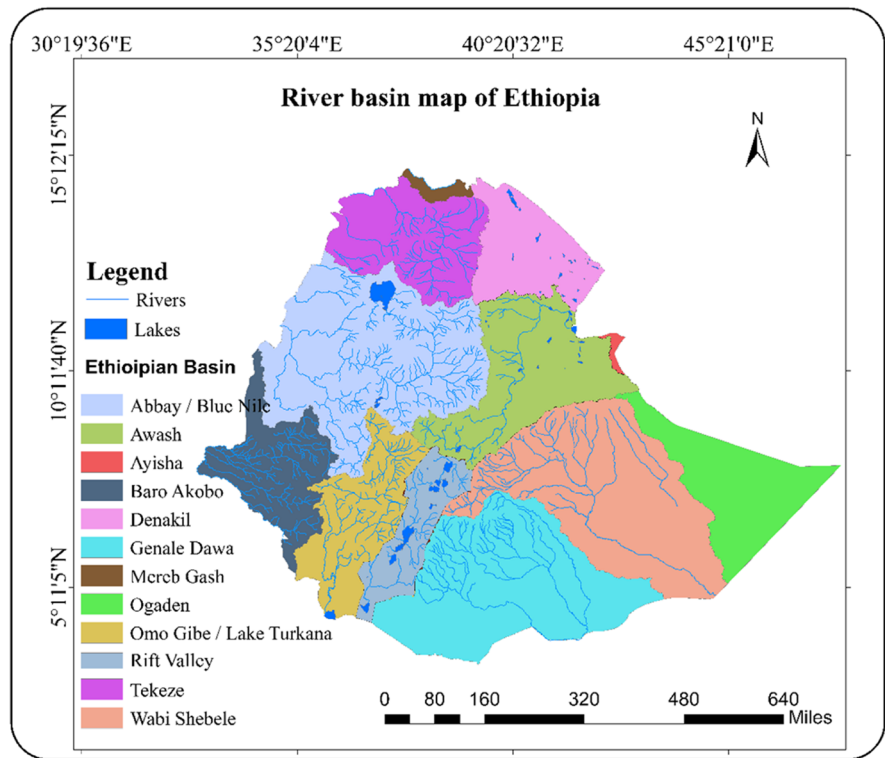 30°19'36"E 35°20'4"E 40°20'32"E 45°21'0"E
River basin map of Ethiopia
N
15°12'15"N
10°11'40"N
5°11'5"N
Legend
Rivers
Lakes
Ethioipian Basin
Abbay / Blue Nile
Awash
Ayisha
Baro Akobo
Denakil
Genale Dawa
Mereb Gash
Ogaden
Omo Gibe / Lake Turkana
Rift Valley
Tekeze
Wabi Shebele
0 80 160 320 480 640
Miles